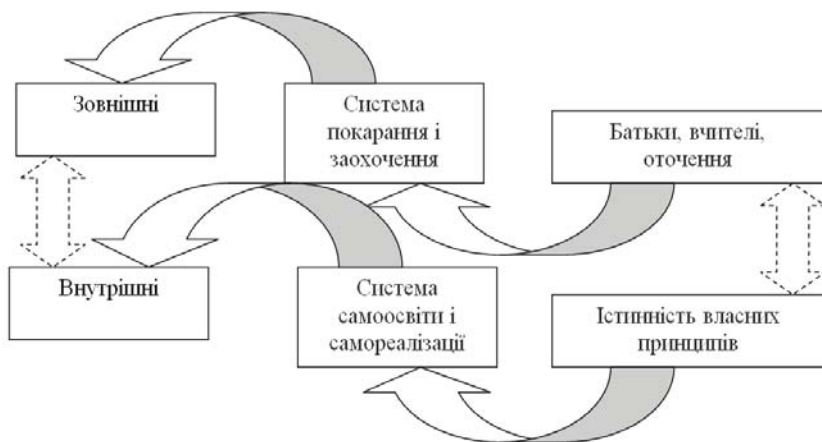 Зовнішні
Система
покарання і
заохочення
Батьки, вчителі,
оточення
Внутрішні
Система
самоосвіти і
самореалізації
Істинність власних
принципів